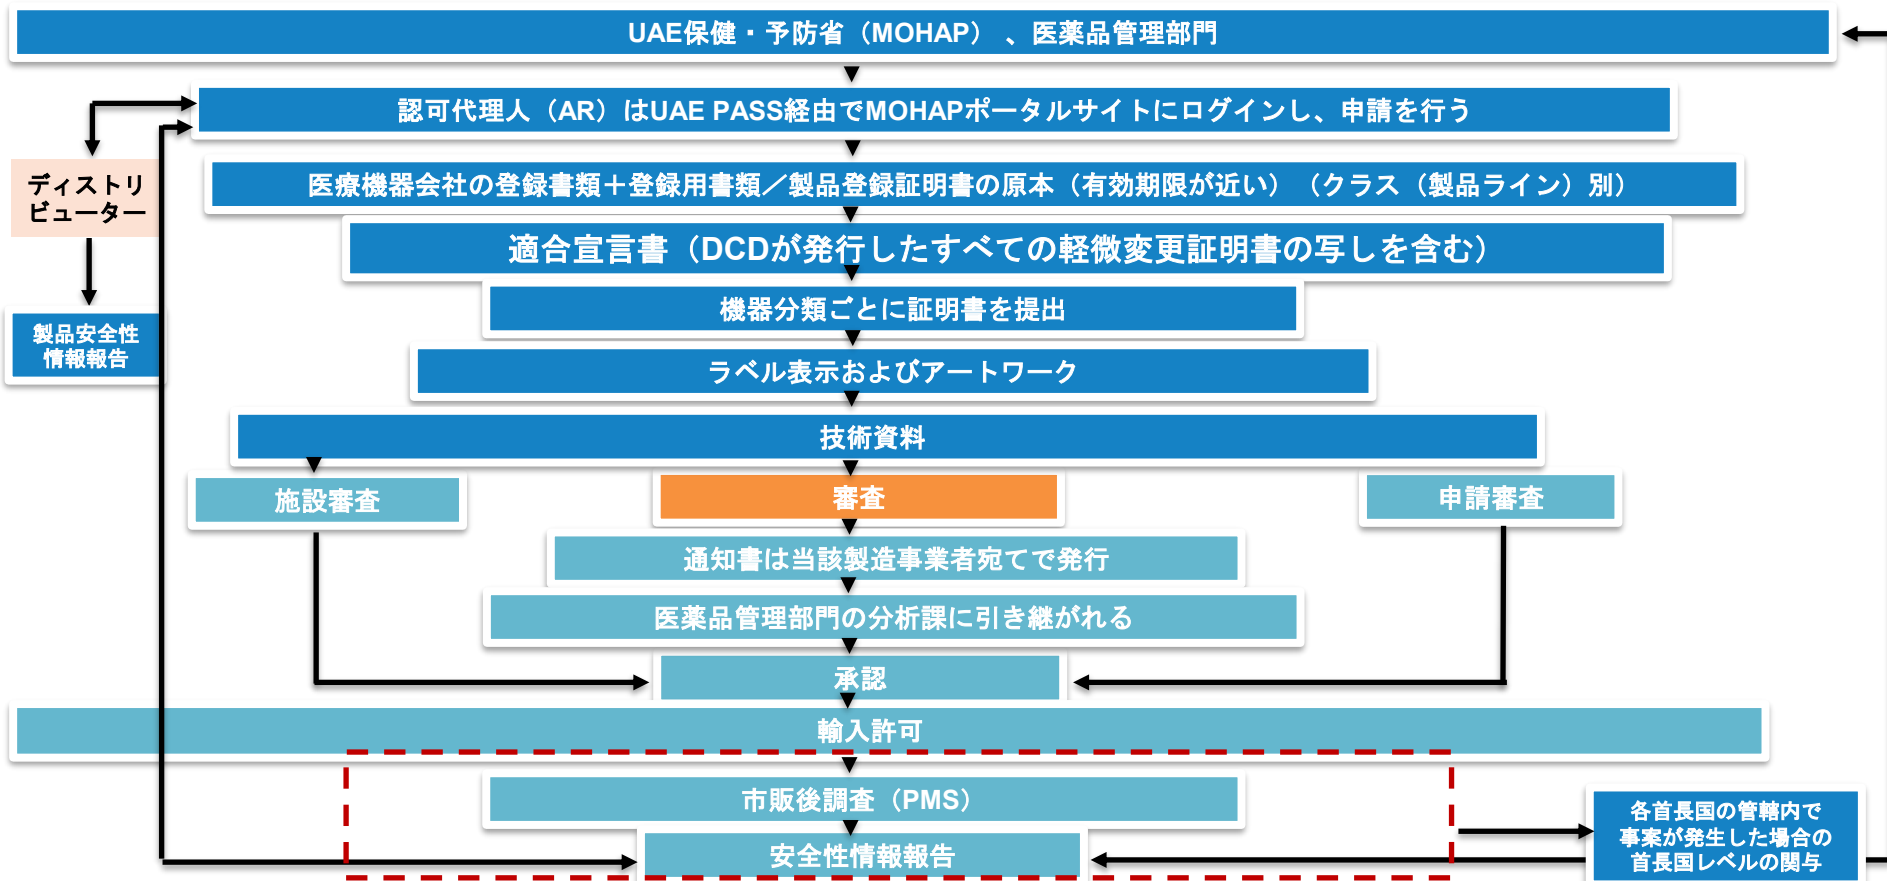 UAE保健・予防省（MOHAP）、医薬品管理部門
認可代理人（AR）はUAE PASS経由でMOHAPポータルサイトにログインし、申請を行う
ディストリ
ビューター
医療機器会社の登録書類＋登録用書類／製品登録証明書の原本（有効期限が近い）（クラス（製品ライン）別）
適合宣言書（DCDが発行したすべての軽微変更証明書の写しを含む）
機器分類ごとに証明書を提出
製品安全性
情報報告
ラベル表示およびアートワーク
技術資料
施設審査
審査
申請審査
通知書は当該製造事業者宛てで発行
医薬品管理部門の分析課に引き継がれる
承認
輸入許可
市販後調査（PMS）
安全性情報報告
各首長国の管轄内で
事案が発生した場合の
首長国レベルの関与